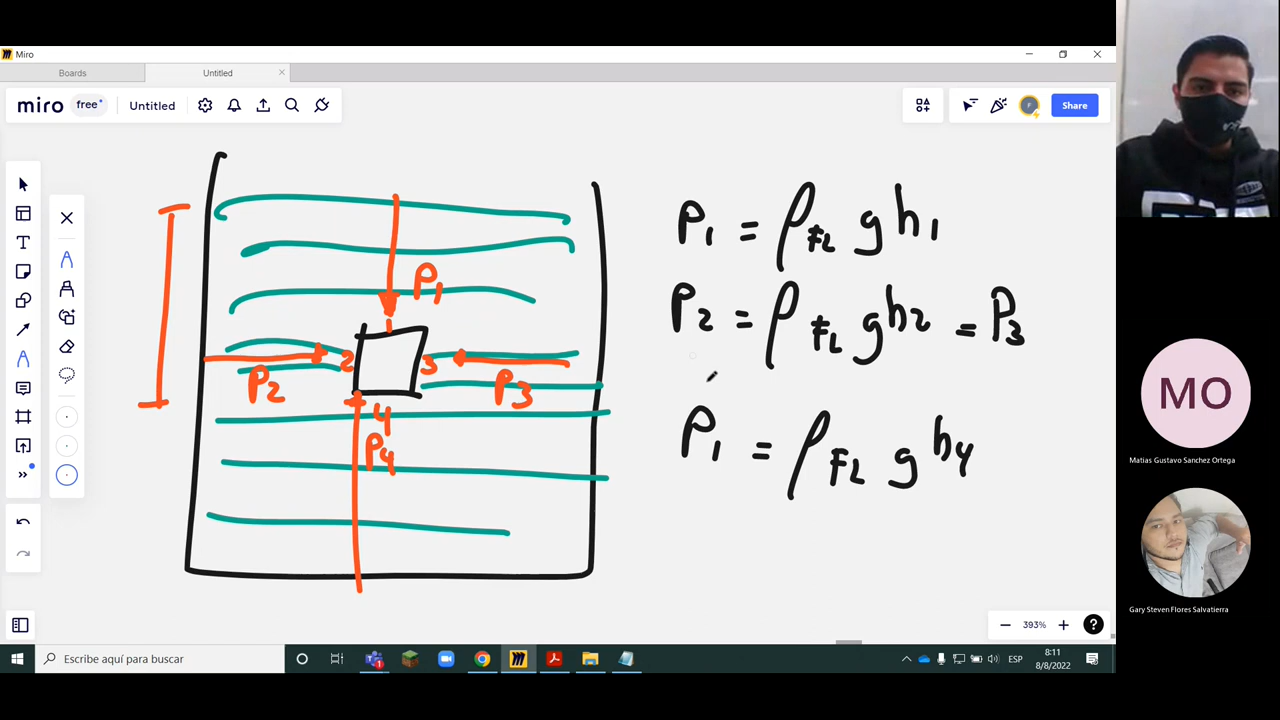 Miro
Boards
Untitled
miro free Untitled
Share
P1
2
3
P2
P3
4
P4
P1 = ρFL g h1
P2 = ρFL g h2 = P3
P1 = ρFL g h4
MO
Matias Gustavo Sanchez Ortega
Gary Steven Flores Salvatierra
393%
Escribe aquí para buscar
ESP
8:11
8/8/2022